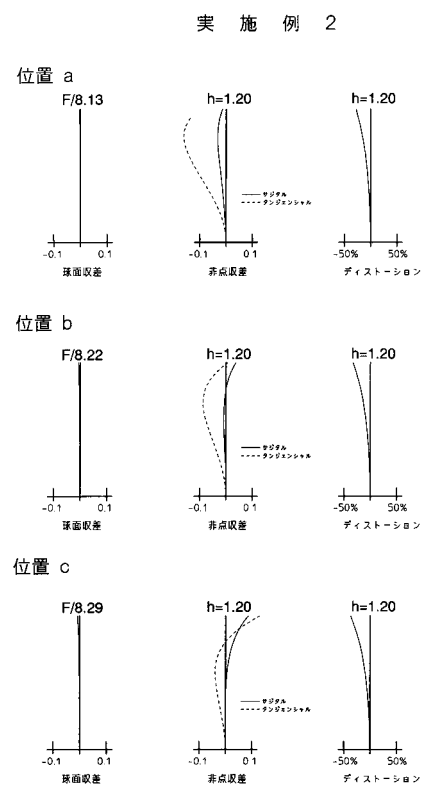 実 施 例 2
位置 a
F/8.13 h=1.20 h=1.20
サジタル
タンジェンシャル
-0.1 0.1 -0.1 0.1 -50% 50%
球面収差 非点収差 ディストーション
位置 b
F/8.22 h=1.20 h=1.20
サジタル
タンジェンシャル
-0.1 0.1 -0.1 0.1 -50% 50%
球面収差 非点収差 ディストーション
位置 c
F/8.29 h=1.20 h=1.20
サジタル
タンジェンシャル
-0.1 0.1 -0.1 0.1 -50% 50%
球面収差 非点収差 ディストーション